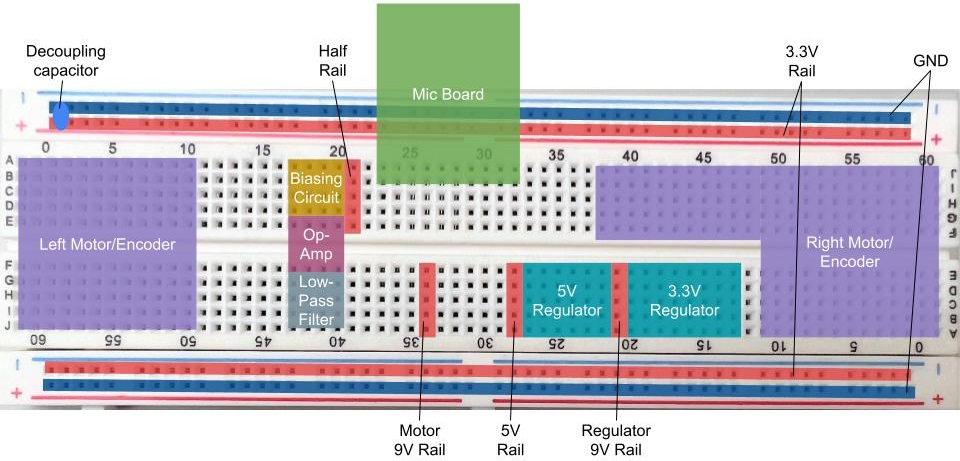 Decoupling
capacitor
Half
Rail
Mic Board
3.3V
Rail
GND
0 5 10 15 20 25 30 35 40 45 50 55 60
A
B
C
D
E
J
I
H
G
F
Biasing
Circuit
Left Motor/Encoder
Op-
Amp
Right Motor/
Encoder
F
G
H
I
J
Low-
Pass
Filter
5V
Regulator
3.3V
Regulator
E
D
C
B
A
60 55 50 45 40 35 25 20 15 10 5 0
Motor
9V Rail
5V
Rail
Regulator
9V Rail